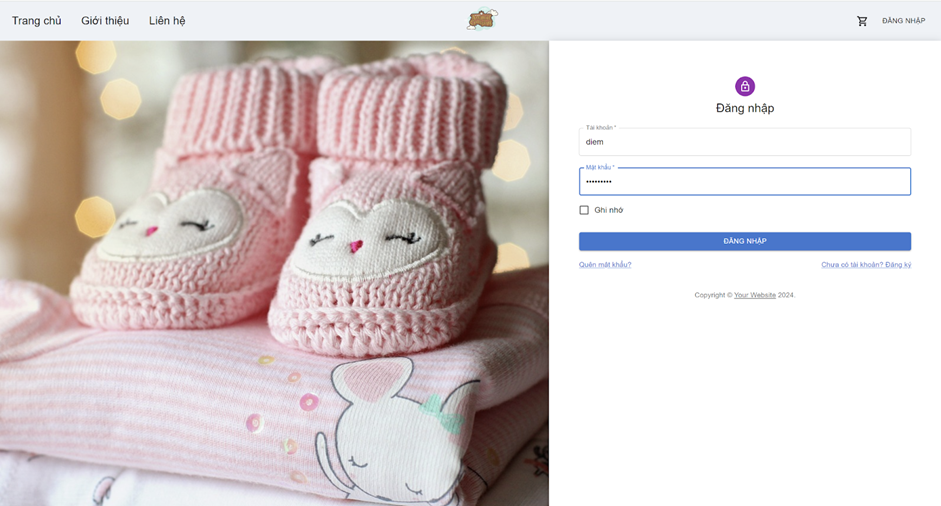 Trang chủ Giới thiệu Liên hệ ĐĂNG NHẬP
Đăng nhập
Tài khoản *
diem
Mật khẩu *
•••••••••
Ghi nhớ
ĐĂNG NHẬP
Quên mật khẩu? Chưa có tài khoản? Đăng ký
Copyright © Your Website 2024.